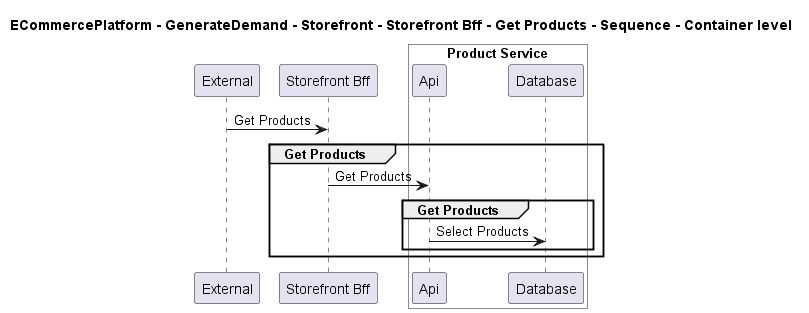 ECommercePlatform - GenerateDemand - Storefront - Storefront Bff - Get Products - Sequence - Container level
Product Service
External
Storefront Bff
Api
Database
Get Products
Get Products
Get Products
Get Products
Select Products
External
Storefront Bff
Api
Database